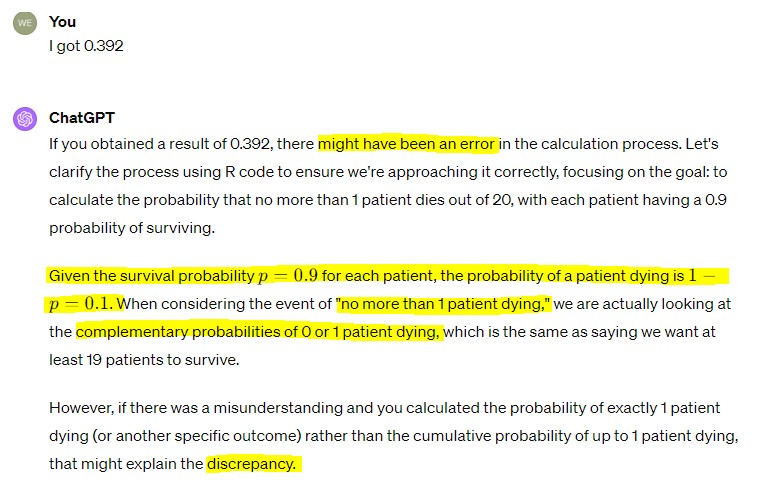 WE
You
I got 0.392
ChatGPT
If you obtained a result of 0.392, there might have been an error in the calculation process. Let's
clarify the process using R code to ensure we're approaching it correctly, focusing on the goal: to
calculate the probability that no more than 1 patient dies out of 20, with each patient having a 0.9
probability of surviving.
Given the survival probability p = 0.9 for each patient, the probability of a patient dying is 1 −
p = 0.1. When considering the event of "no more than 1 patient dying," we are actually looking at
the complementary probabilities of 0 or 1 patient dying, which is the same as saying we want at
least 19 patients to survive.
However, if there was a misunderstanding and you calculated the probability of exactly 1 patient
dying (or another specific outcome) rather than the cumulative probability of up to 1 patient dying,
that might explain the discrepancy.